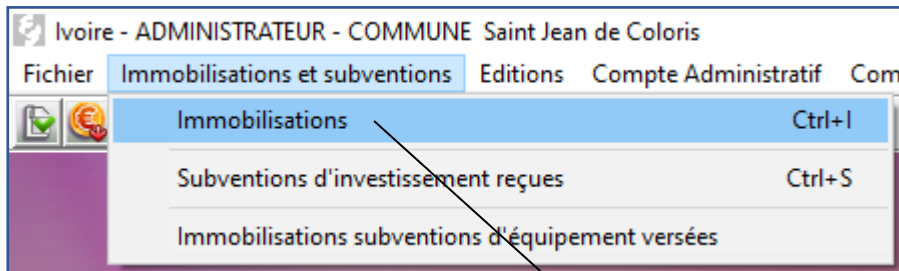 Ivoire - ADMINISTRATEUR - COMMUNE Saint Jean de Coloris
Fichier Immobilisations et subventions Editions Compte Administratif Com
Immobilisations Ctrl+I
Subventions d'investissement reçues Ctrl+S
Immobilisations subventions d'équipement versées